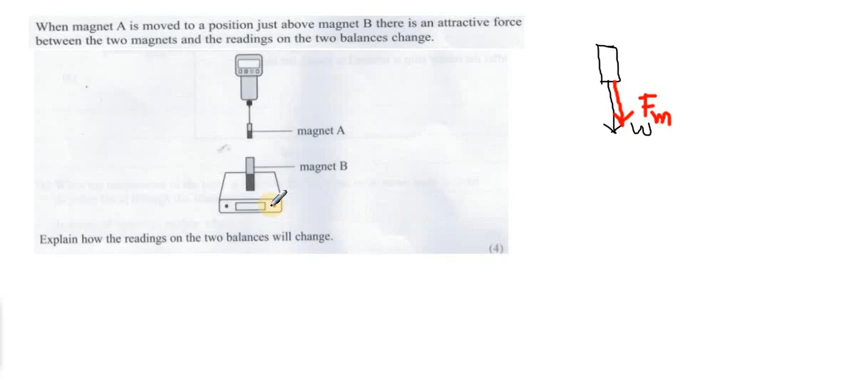 When magnet A is moved to a position just above magnet B there is an attractive force
between the two magnets and the readings on the two balances change.
magnet A
magnet B
Explain how the readings on the two balances will change.
(4)
Fm
W